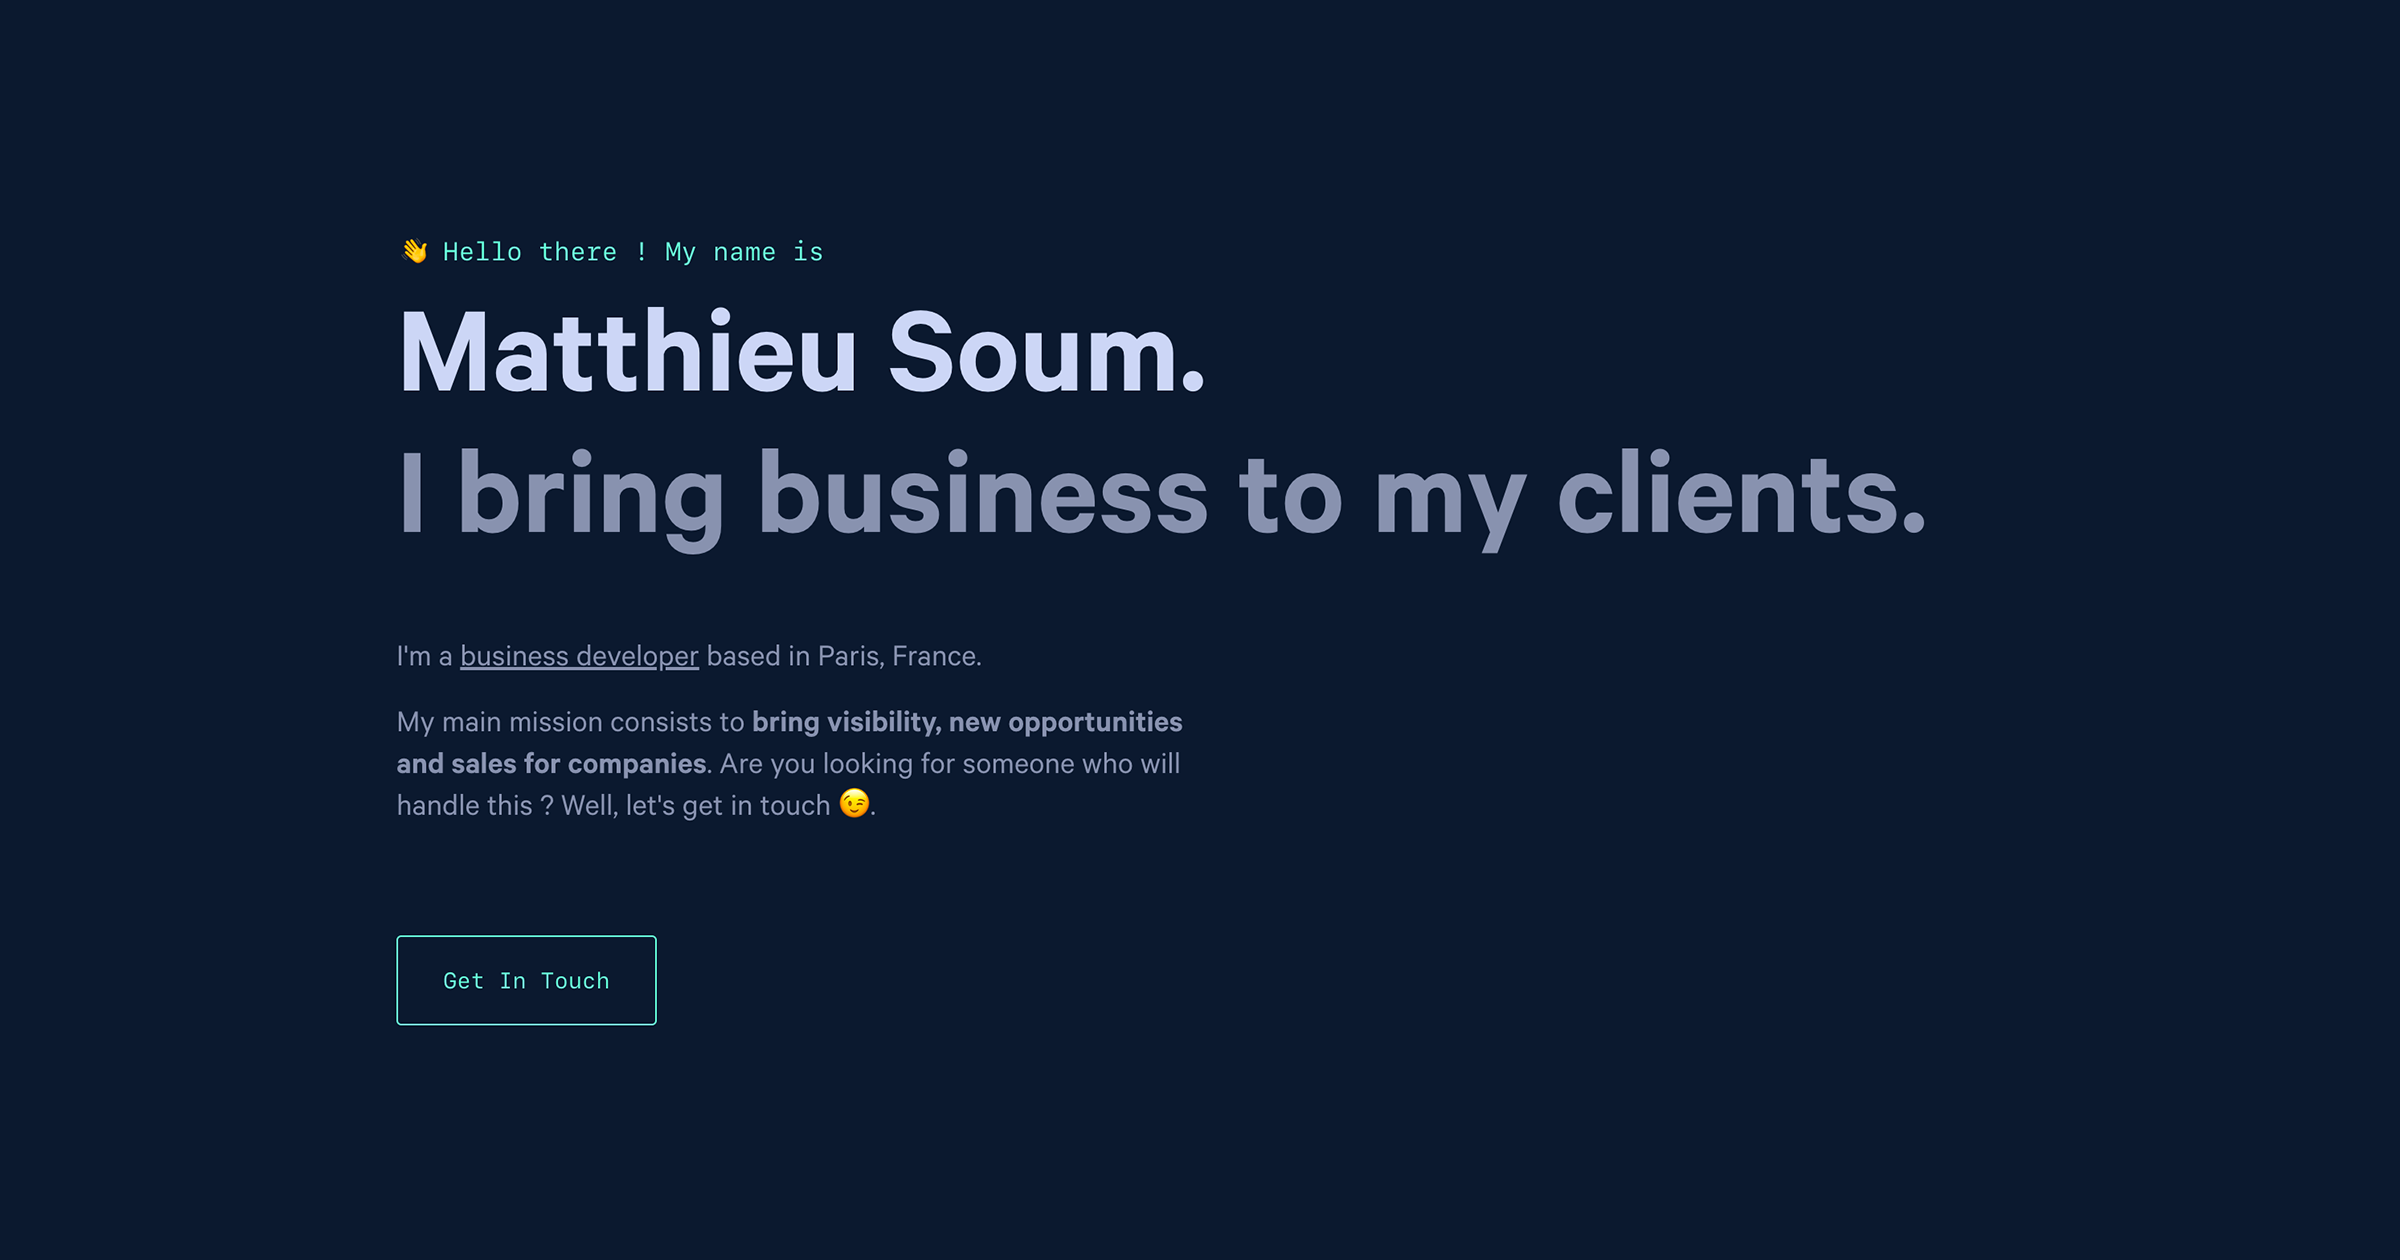 👋 Hello there ! My name is
Matthieu Soum.
I bring business to my clients.
I'm a business developer based in Paris, France.
My main mission consists to bring visibility, new opportunities
and sales for companies. Are you looking for someone who will
handle this ? Well, let's get in touch 😉.
Get In Touch